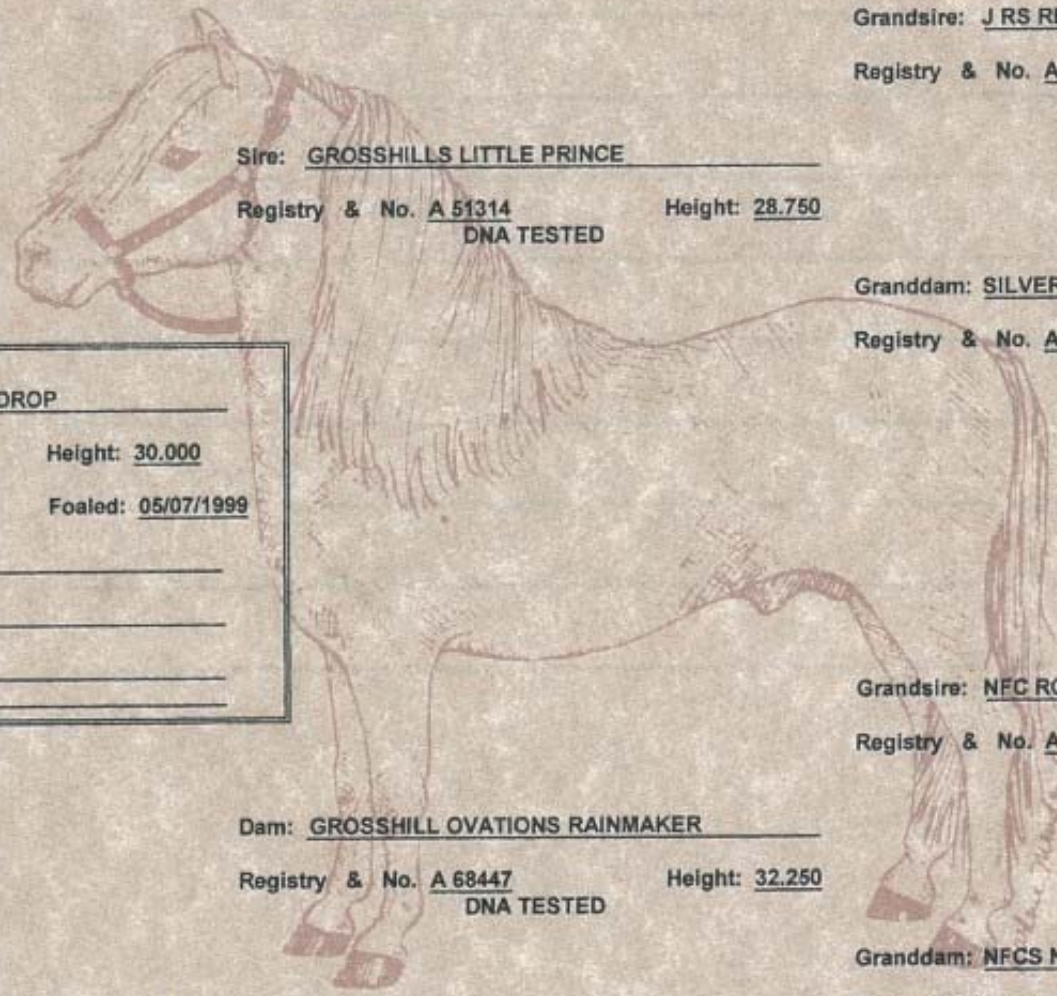 Grandsire: J RS
Registry & No. A
Sire: GROSSHILLS LITTLE PRINCE
Registry & No. A 51314 Height: 28.750
DNA TESTED
Granddam: SILVER
Registry & No. A
DROP
Height: 30.000
Foaled: 05/07/1999
Grandsire: NFC
Registry & No. A
Dam: GROSSHILL OVATIONS RAINMAKER
Registry & No. A 68447 Height: 32.250
DNA TESTED
Granddam: NFCS